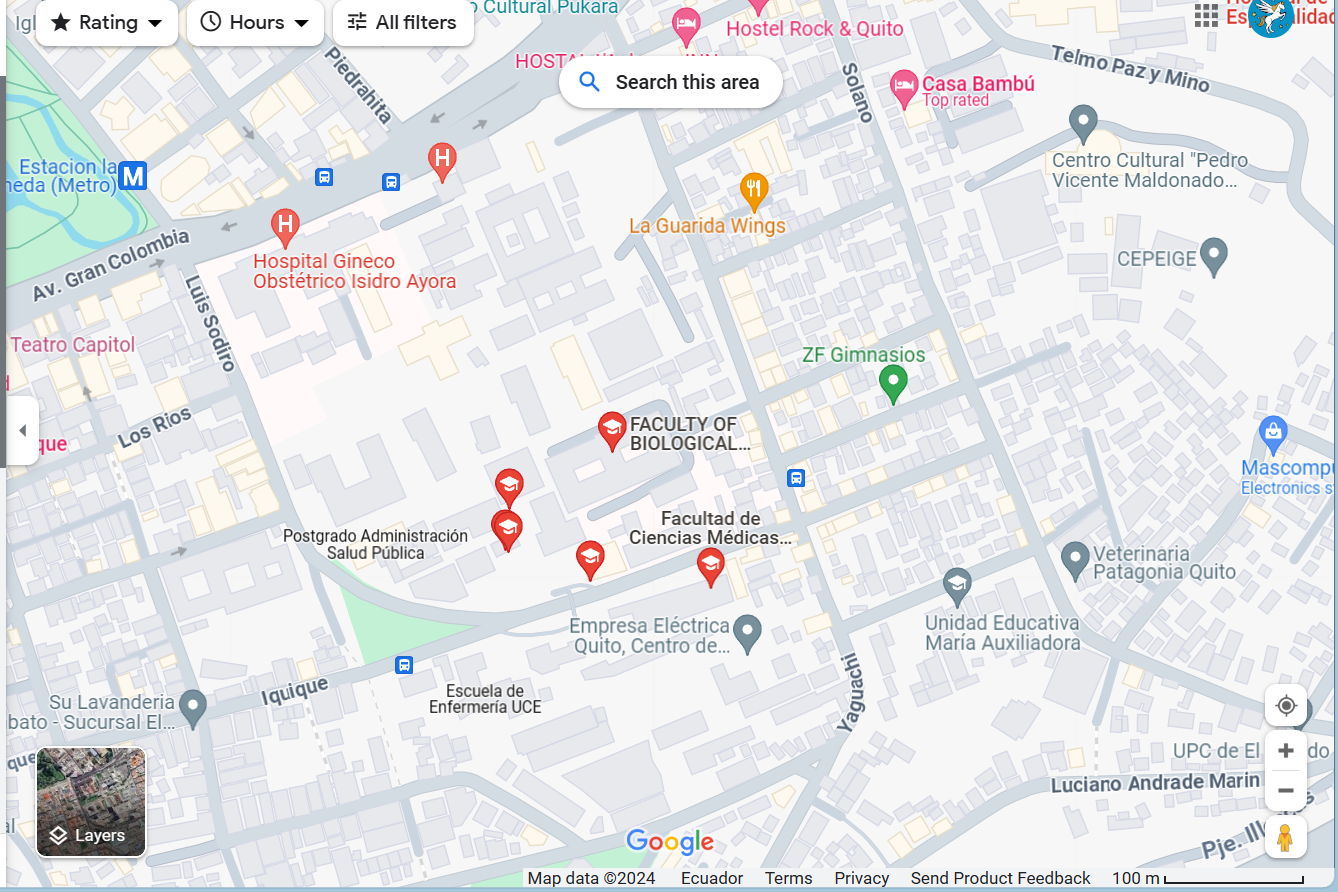 Rating
Hours
All filters
o Cultural Pukara
Hotel Rock & Quito
HOSTA
Search this area
Piedrahita
Solano
Casa Bambú
Top rated
Telmo Paz y Mino
Estacion la
neda (Metro)
M
H
H
Centro Cultural "Pedro
Vicente Maldonado...
La Guarida Wings
Av. Gran Colombia
Hospital Gineco
Obstétrico Isidro Ayora
CEPEIGE
Luis Sodiro
Teatro Capitol
ZF Gimnasios
Los Rios
que
FACULTY OF
BIOLOGICAL...
Mascompu
Electronics s
Postgrado Administración
Salud Pública
Facultad de
Ciencias Médicas...
Veterinaria
Patagonia Quito
Empresa Eléctrica
Quito, Centro de...
Unidad Educativa
María Auxiliadora
Iquique
Escuela de
Enfermería UCE
Yaguachi
Su Lavanderia
bato - Sucursal El...
que
UPC de El
do
Luciano Andrade Marin
Layers
Google
Pje. Ill
Map data ©2024 Ecuador Terms Privacy Send Product Feedback 100 m